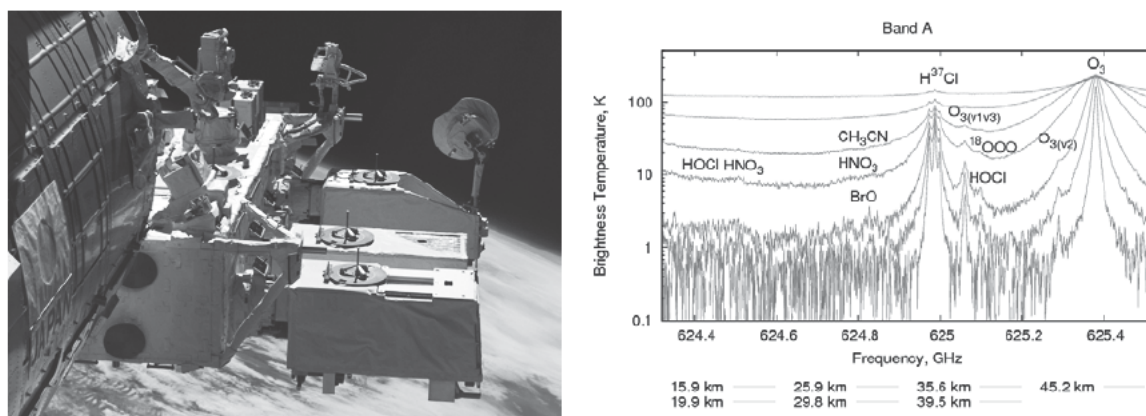 Band A
Brightness Temperature, K
100
10
1
0.1
H³⁷Cl
O₃
O₃(v1v3)
CH₃CN
¹⁸OOO
O₃(v2)
HOCl HNO₃
HNO₃
HOCl
BrO
624.4 624.6 624.8 625 625.2 625.4
Frequency, GHz
15.9 km 25.9 km 35.6 km 45.2 km
19.9 km 29.8 km 39.5 km